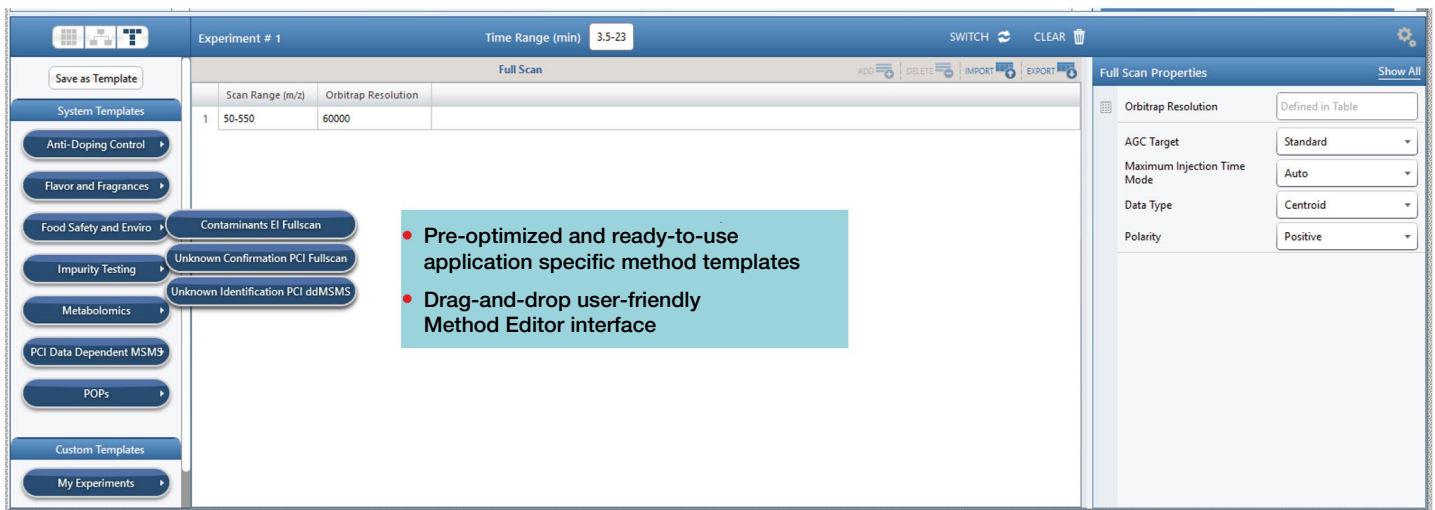 Experiment # 1
Time Range (min) 3.5-23
SWITCH CLEAR
Save as Template
System Templates
Anti-Doping Control
Flavor and Fragrances
Food Safety and Enviro
Impurity Testing
Metabolomics
PCI Data Dependent MSMS
POPs
Custom Templates
My Experiments
Contaminants EI Fullscan
Unknown Confirmation PCI Fullscan
Unknown Identification PCI ddMSMS
Full Scan
ADD DELETE IMPORT EXPORT
Scan Range (m/z) Orbitrap Resolution
1 50-550 60000
• Pre-optimized and ready-to-use
application specific method templates
• Drag-and-drop user-friendly
Method Editor interface
Full Scan Properties Show All
Orbitrap Resolution Defined in Table
AGC Target Standard
Maximum Injection Time
Mode Auto
Data Type Centroid
Polarity Positive